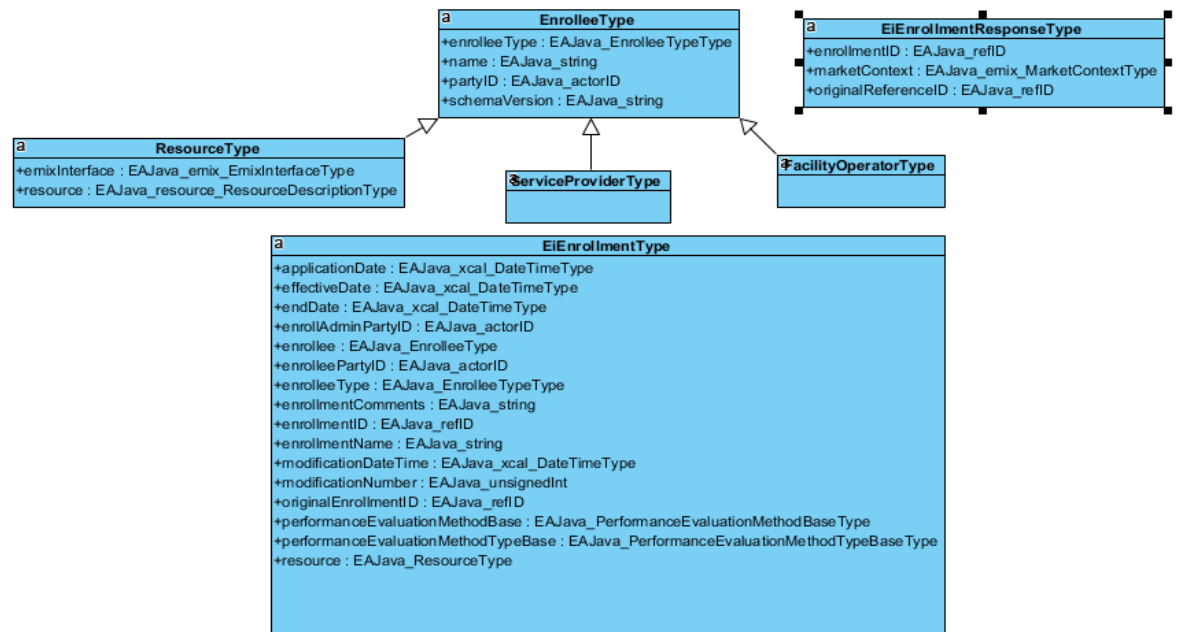 a
EnrolleeType
+enrolleeType : EAJava_EnrolleeTypeType
+name : EAJava_string
+partyID : EAJava_actorID
+schemaVersion : EAJava_string
a
EiEnrollmentResponseType
+enrollmentID : EAJava_refID
+marketContext : EAJava_emix_MarketContextType
+originalReferenceID : EAJava_refID
a
ResourceType
+emixInterface : EAJava_emix_EmixInterfaceType
+resource : EAJava_resource_ResourceDescriptionType
a
ServiceProviderType
a
FacilityOperatorType
a
EiEnrollmentType
+applicationDate : EAJava_xcal_DateTimeType
+effectiveDate : EAJava_xcal_DateTimeType
+endDate : EAJava_xcal_DateTimeType
+enrollAdminPartyID : EAJava_actorID
+enrollee : EAJava_EnrolleeType
+enrolleePartyID : EAJava_actorID
+enrolleeType : EAJava_EnrolleeTypeType
+enrollmentComments : EAJava_string
+enrollmentID : EAJava_refID
+enrollmentName : EAJava_string
+modificationDateTime : EAJava_xcal_DateTimeType
+modificationNumber : EAJava_unsignedInt
+originalEnrollmentID : EAJava_refID
+performanceEvaluationMethodBase : EAJava_PerformanceEvaluationMethodBaseType
+performanceEvaluationMethodTypeBase : EAJava_PerformanceEvaluationMethodTypeBaseType
+resource : EAJava_ResourceType